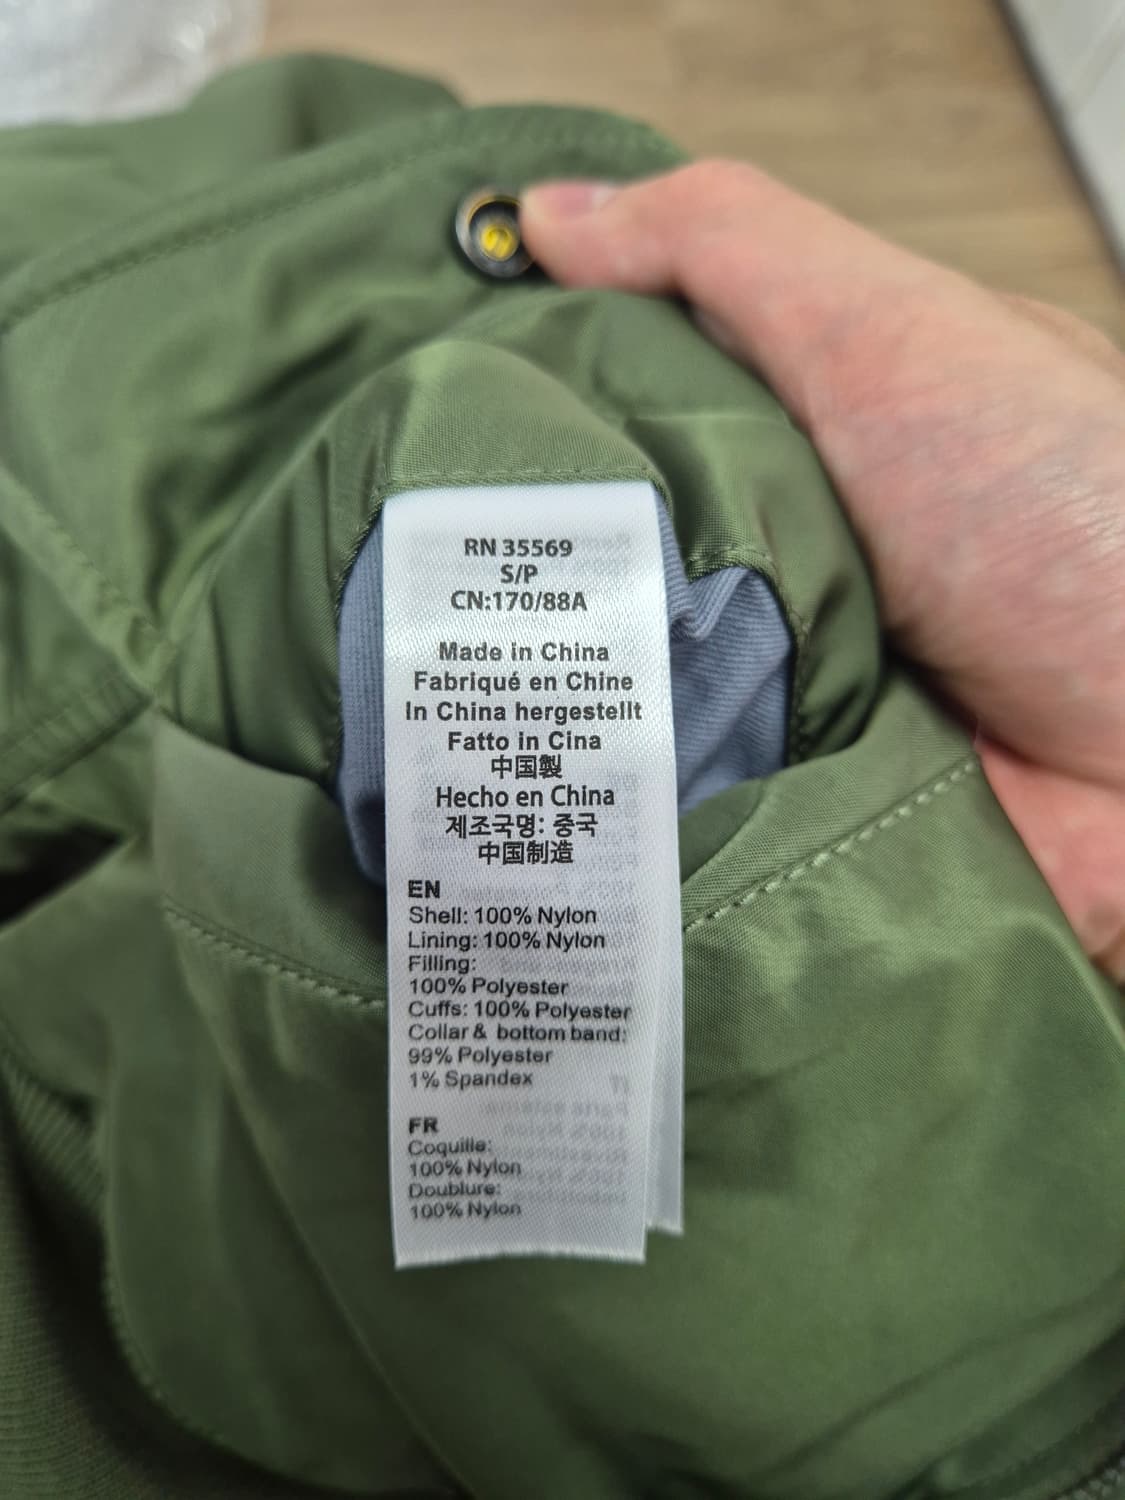 RN 35569
S/P
CN:170/88A
Made in China
Fabriqué en Chine
In China hergestellt
Fatto in Cina
中国製
Hecho en China
제조국명: 중국
中国制造
EN
Shell: 100% Nylon
Lining: 100% Nylon
Filling:
100% Polyester
Cuffs: 100% Polyester
Collar & bottom band:
99% Polyester
1% Spandex
FR
Coquille:
100% Nylon
Doublure:
100% Nylon